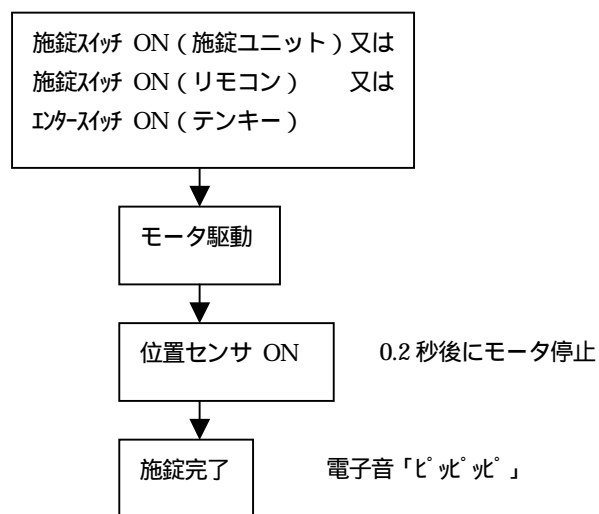 施錠ｽｲｯﾁ ON（施錠ユニット）又は
施錠ｽｲｯﾁ ON（リモコン） 又は
ｴﾝﾀｰｽｲｯﾁ ON（テンキー）
モータ駆動
位置センサ ON 0.2 秒後にモータ停止
施錠完了 電子音「ﾋﾟｯﾋﾟｯﾋﾟ」